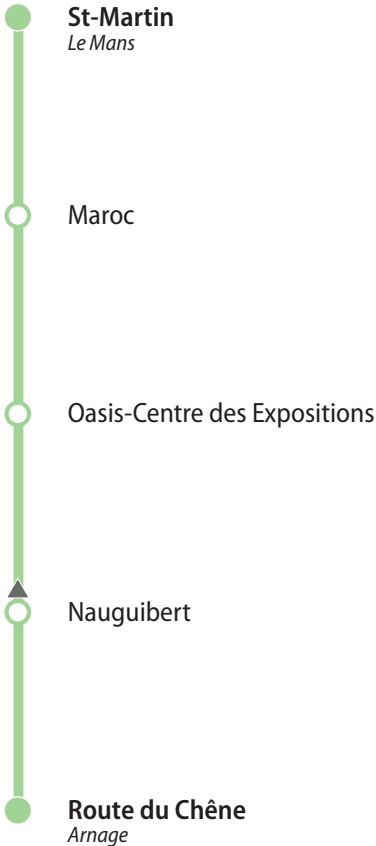 St-Martin
Le Mans
Maroc
Oasis-Centre des Expositions
Nauguibert
Route du Chêne
Arnage